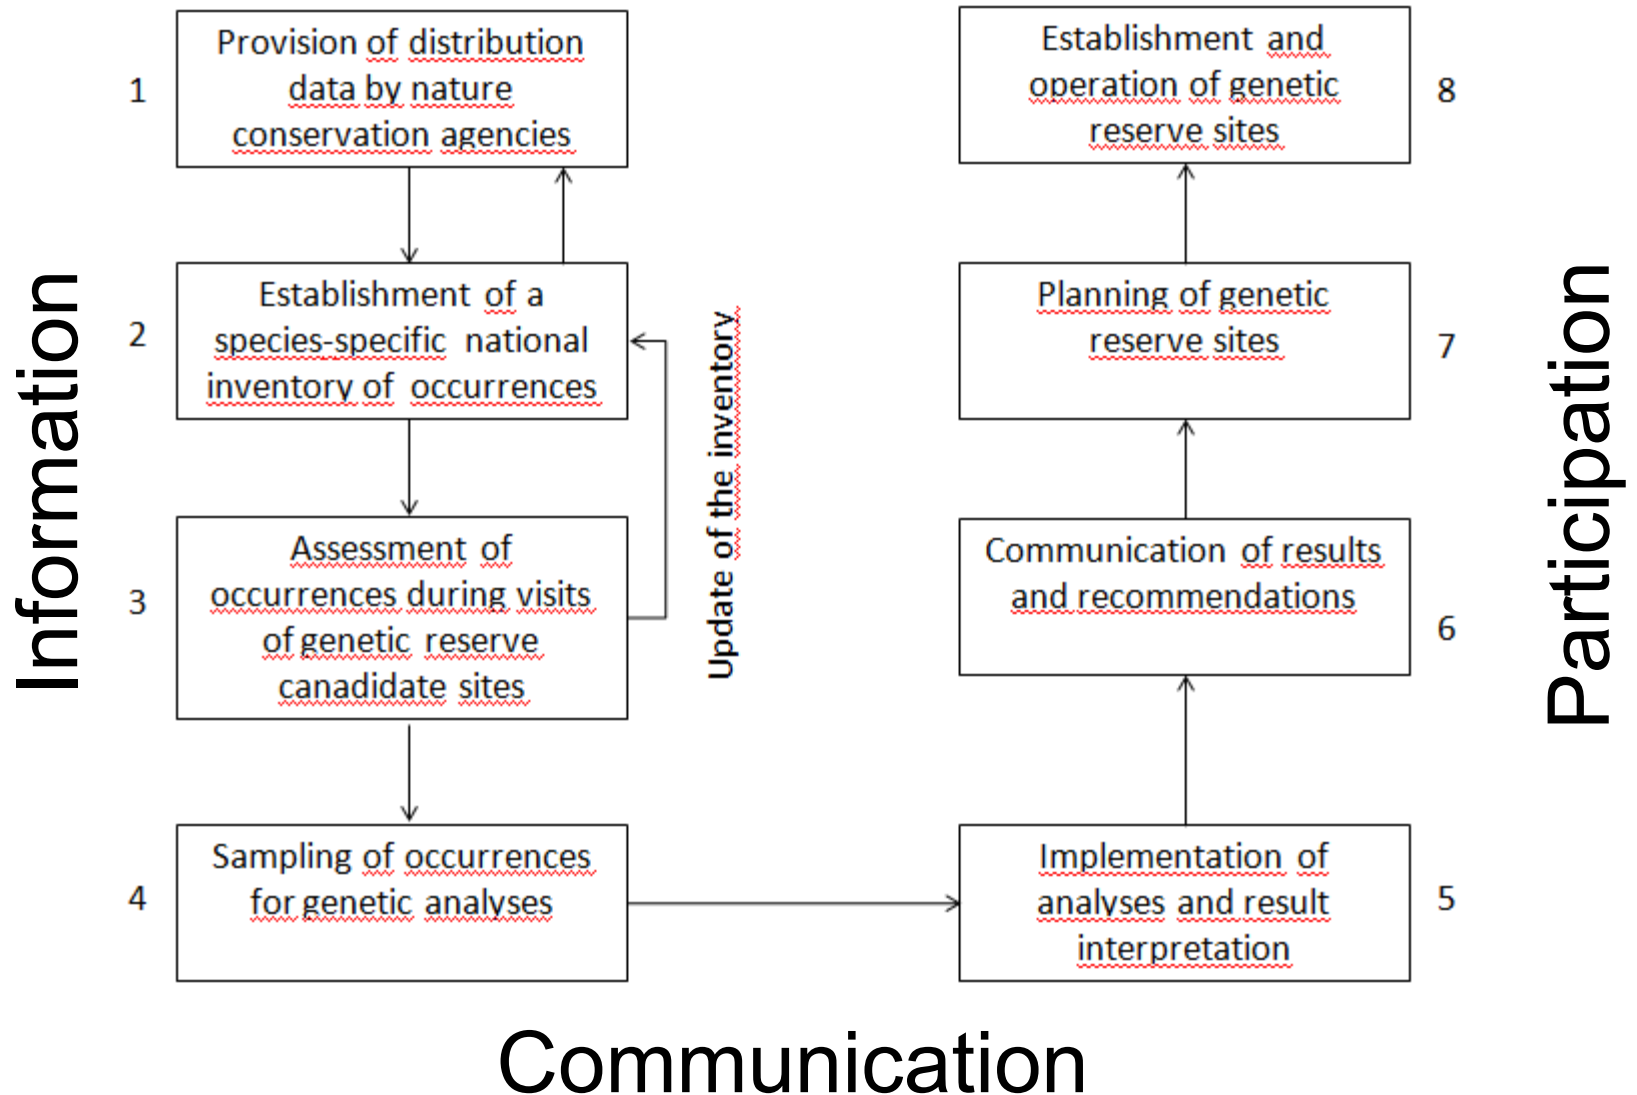 Information
1
Provision of distribution
data by nature
conservation agencies
2
Establishment of a
species-specific national
inventory of occurrences
3
Assessment of
occurrences during visits
of genetic reserve
canadidate sites
Update of the inventory
4
Sampling of occurrences
for genetic analyses
Establishment and
operation of genetic
reserve sites
8
Planning of genetic
reserve sites
7
Communication of results
and recommendations
6
Implementation of
analyses and result
interpretation
5
Participation
Communication